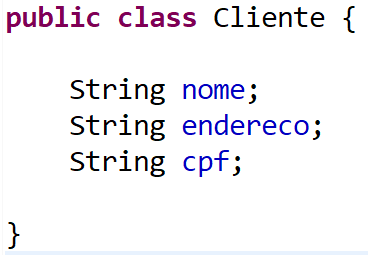 public class Cliente {
String nome;
String endereco;
String cpf;
}